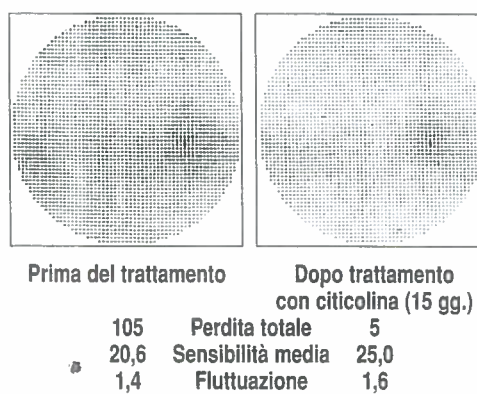 Prima del trattamento
Dopo trattamento
con citicolina (15 gg.)
105 Perdita totale 5
20,6 Sensibilità media 25,0
1,4 Fluttuazione 1,6